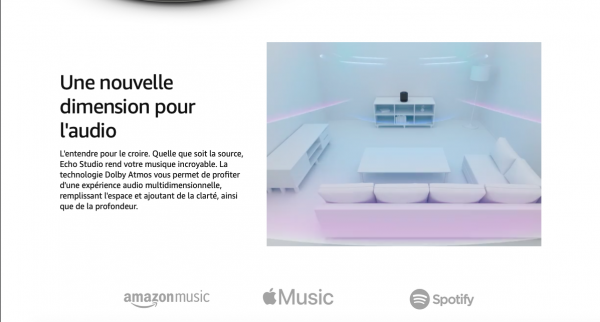 Une nouvelle
dimension pour
l'audio
L'entendre pour le croire. Quelle que soit la source,
Echo Studio rend votre musique incroyable. La
technologie Dolby Atmos vous permet de profiter
d'une expérience audio multidimensionnelle,
remplissant l'espace et ajoutant de la clarté, ainsi
que de la profondeur.
amazon music
Music
Spotify